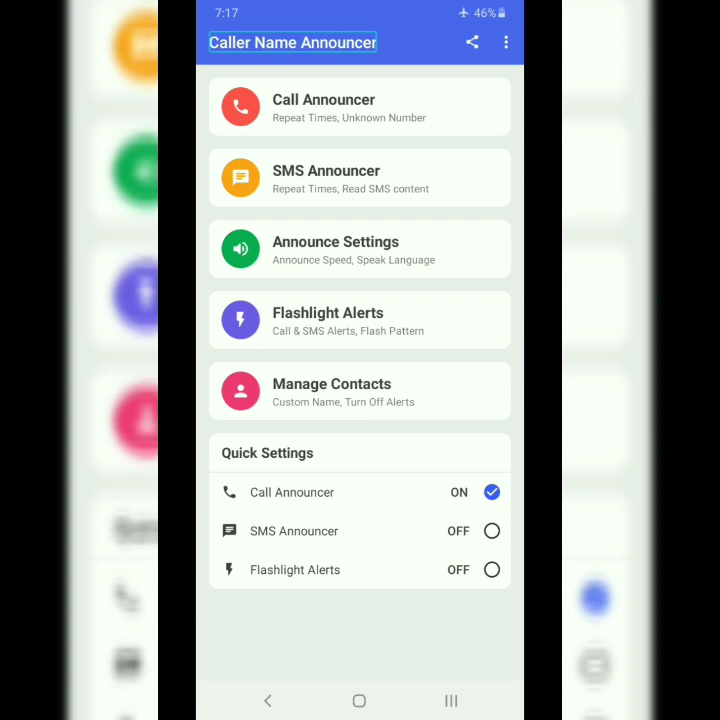 7:17
46%
Caller Name Announcer
Call Announcer
Repeat Times, Unknown Number
SMS Announcer
Repeat Times, Read SMS content
Announce Settings
Announce Speed, Speak Language
Flashlight Alerts
Call & SMS Alerts, Flash Pattern
Manage Contacts
Custom Name, Turn Off Alerts
Quick Settings
Call Announcer ON
SMS Announcer OFF
Flashlight Alerts OFF